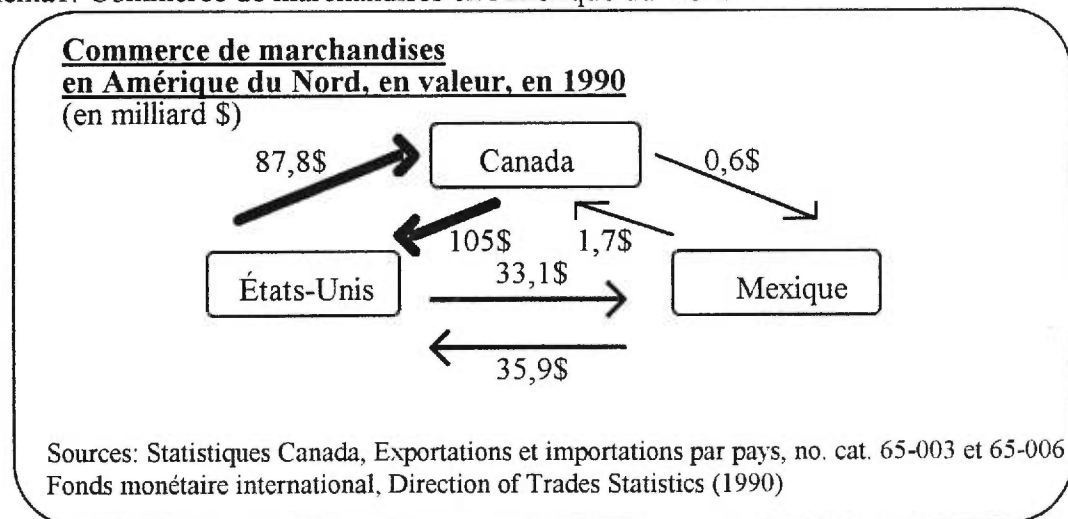 Commerce de marchandises
en Amérique du Nord, en valeur, en 1990
(en milliard $)
87,8$
Canada
0,6$
105$
1,7$
États-Unis
33,1$
Mexique
35,9$
Sources: Statistiques Canada, Exportations et importations par pays, no. cat. 65-003 et 65-006
Fonds monétaire international, Direction of Trades Statistics (1990)